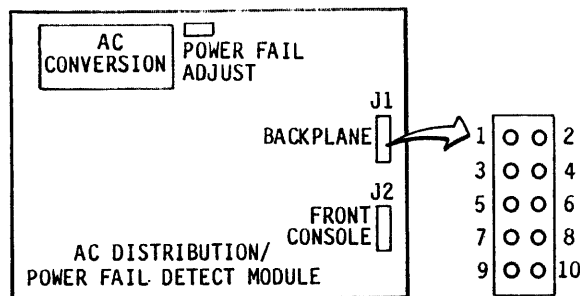 AC
CONVERSION
POWER FAIL
ADJUST
J1
BACKPLANE
J2
FRONT
CONSOLE
AC DISTRIBUTION/
POWER FAIL DETECT MODULE
1 2
3 4
5 6
7 8
9 10